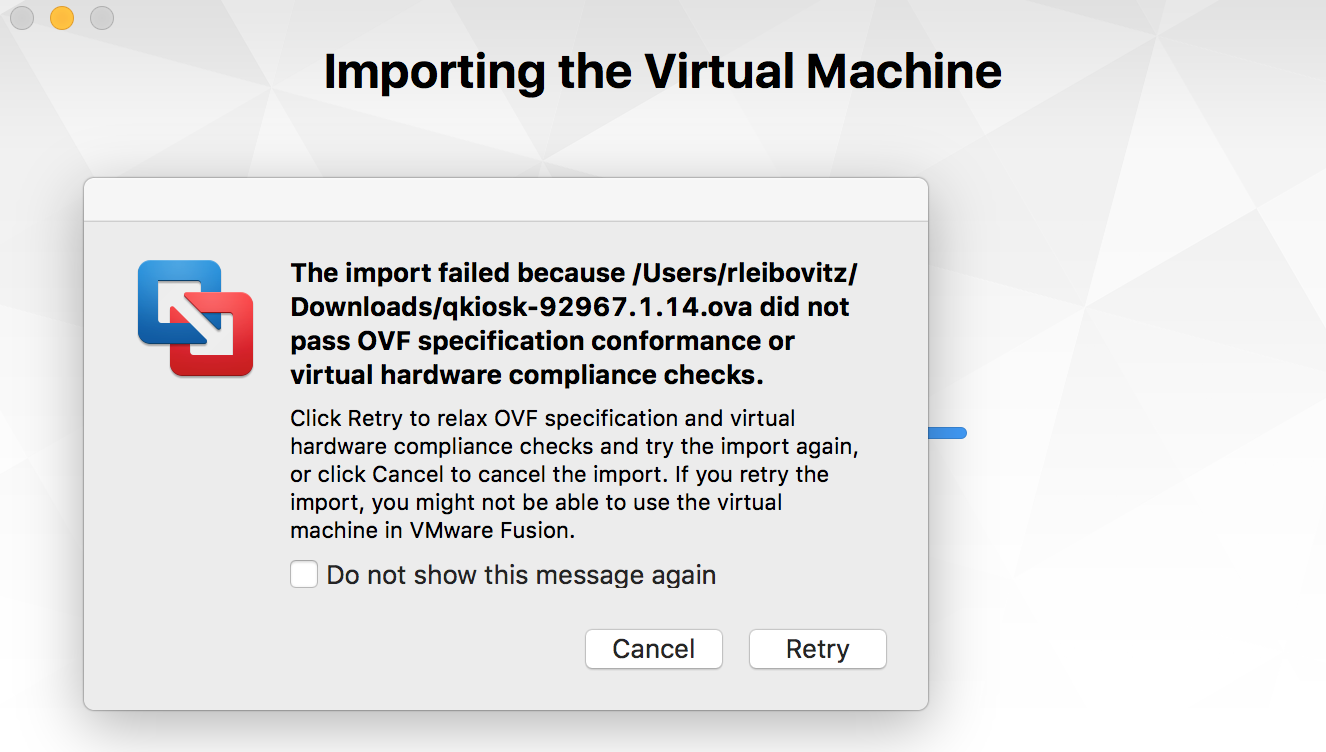 Importing the Virtual Machine
The import failed because /Users/rleibovitz/
Downloads/qkiosk-92967.1.14.ova did not
pass OVF specification conformance or
virtual hardware compliance checks.
Click Retry to relax OVF specification and virtual
hardware compliance checks and try the import again,
or click Cancel to cancel the import. If you retry the
import, you might not be able to use the virtual
machine in VMware Fusion.
Do not show this message again
Cancel
Retry